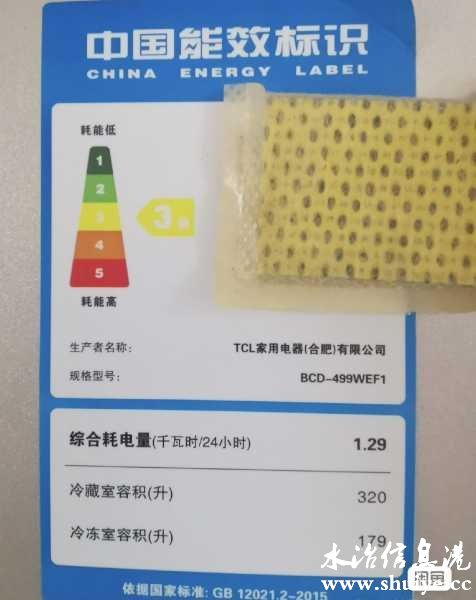 中国能效标识
CHINA ENERGY LABEL
耗能低
1
2
3
3级
4
5
耗能高
生产者名称： TCL家用电器(合肥)有限公司
规格型号： BCD-499WEF1
综合耗电量(千瓦时/24小时) 1.29
冷藏室容积(升) 320
冷冻室容积(升) 179
依据国家标准: GB 12021.2-2015
水冶信息港
www.shuiye.cc